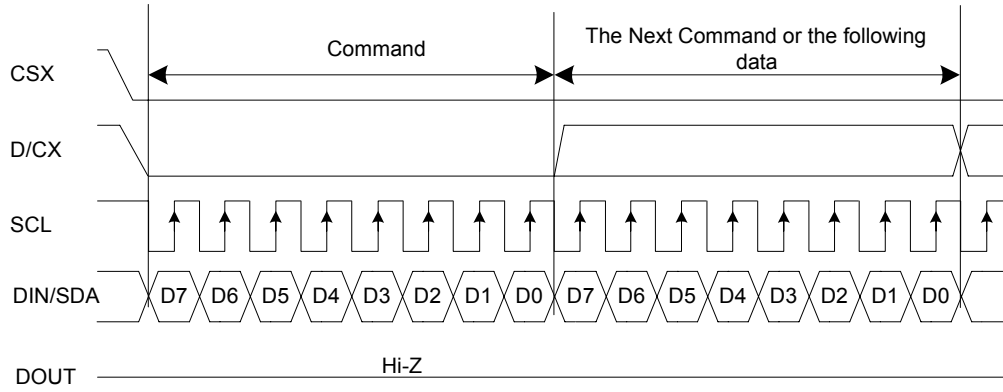 Command
The Next Command or the following
data
CSX
D/CX
SCL
DIN/SDA
D7 D6 D5 D4 D3 D2 D1 D0 D7 D6 D5 D4 D3 D2 D1 D0
Hi-Z
DOUT